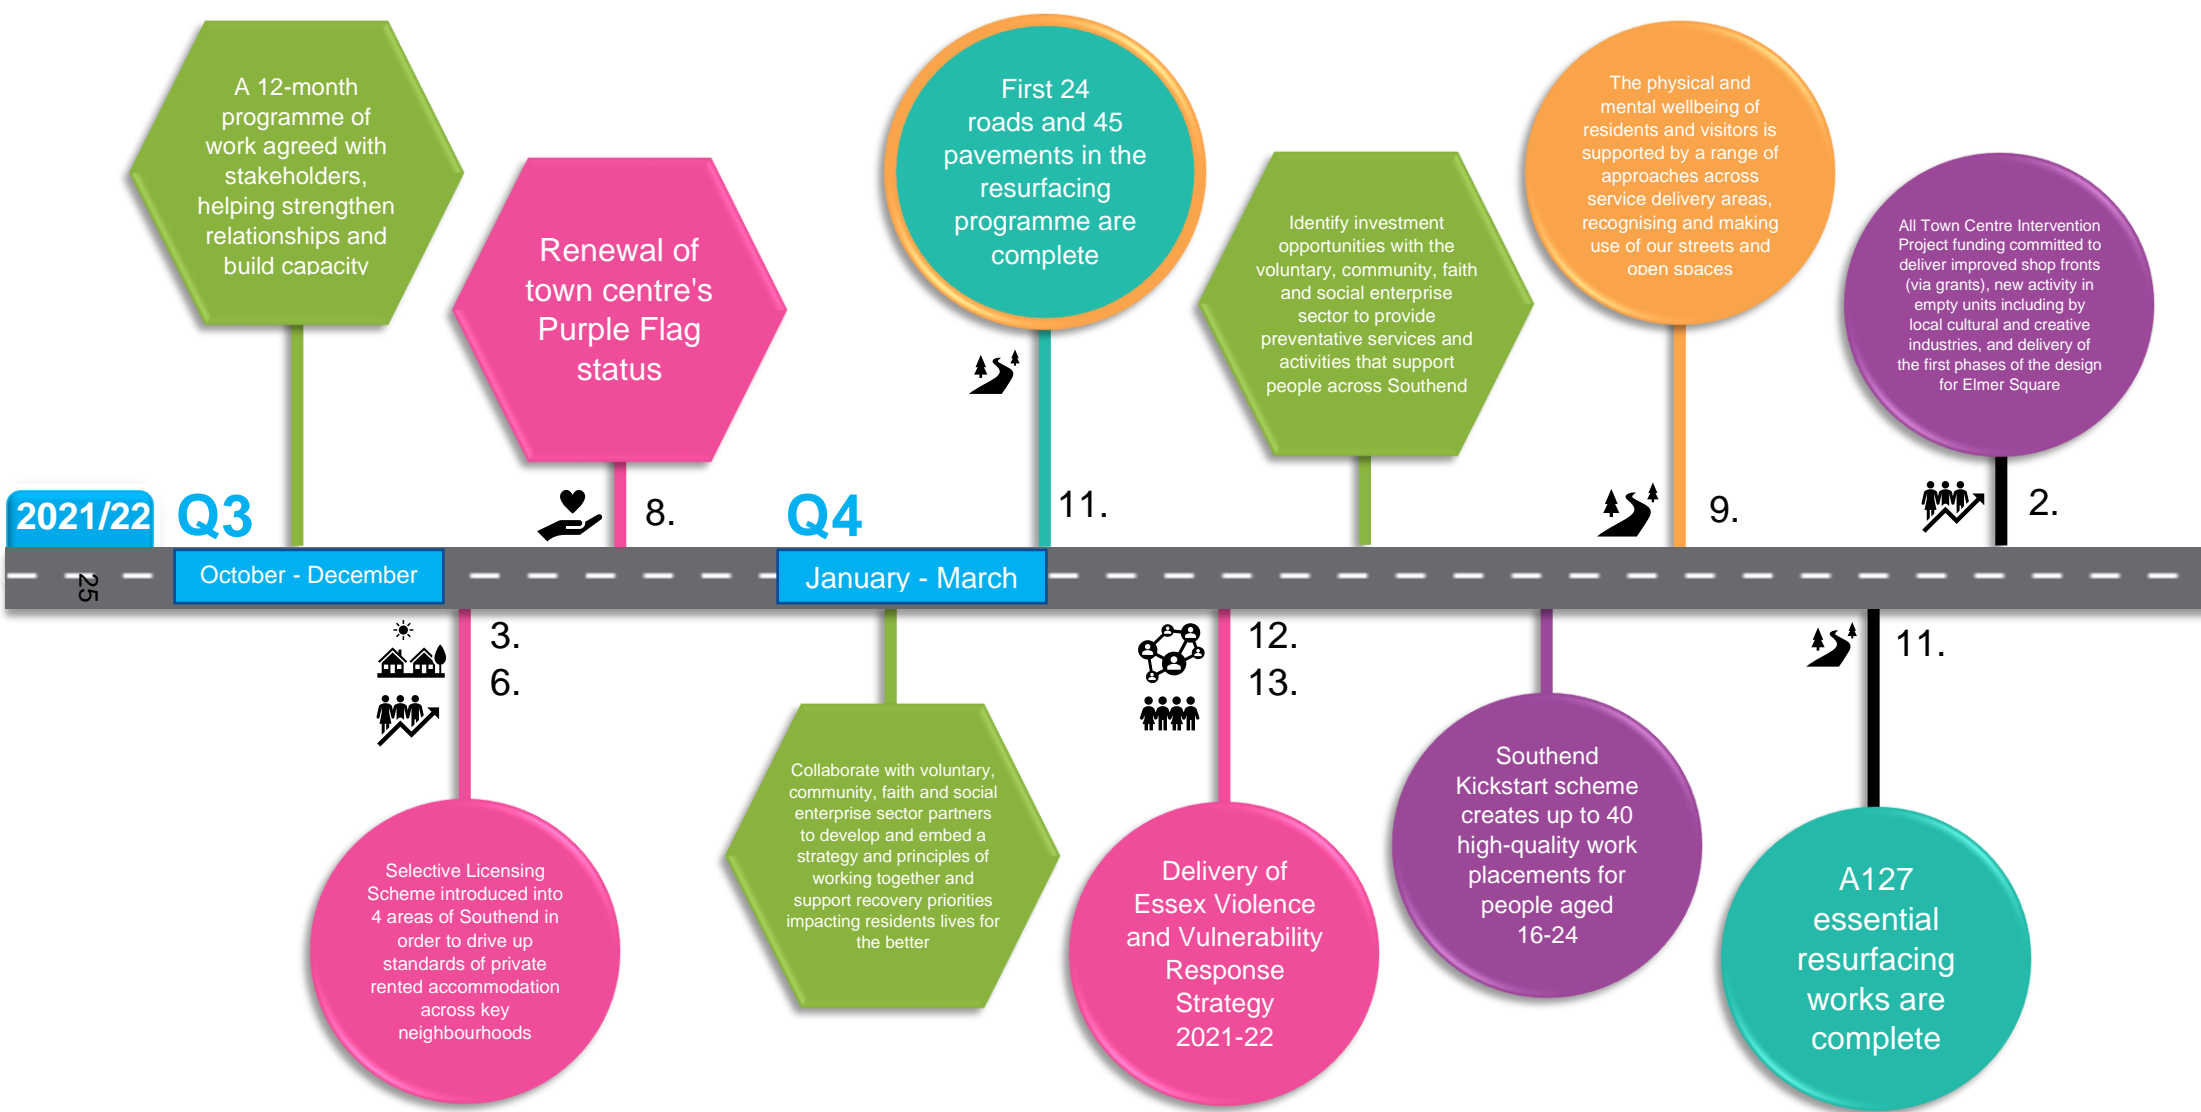 A 12-month
programme of
work agreed with
stakeholders,
helping strengthen
relationships and
build capacity
Renewal of
town centre's
Purple Flag
status
First 24
roads and 45
pavements in the
resurfacing
programme are
complete
Identify investment
opportunities with the
voluntary, community, faith
and social enterprise
sector to provide
preventative services and
activities that support
people across Southend
The physical and
mental wellbeing of
residents and visitors is
supported by a range of
approaches across
service delivery areas,
recognising and making
use of our streets and
open spaces
All Town Centre Intervention
Project funding committed to
deliver improved shop fronts
(via grants), new activity in
empty units including by
local cultural and creative
industries, and delivery of
the first phases of the design
for Elmer Square
2021/22
Q3
8.
Q4
11.
9.
2.
25
October - December
January - March
3.
6.
12.
13.
11.
Selective Licensing
Scheme introduced into
4 areas of Southend in
order to drive up
standards of private
rented accommodation
across key
neighbourhoods
Collaborate with voluntary,
community, faith and social
enterprise sector partners
to develop and embed a
strategy and principles of
working together and
support recovery priorities
impacting residents lives for
the better
Delivery of
Essex Violence
and Vulnerability
Response
Strategy
2021-22
Southend
Kickstart scheme
creates up to 40
high-quality work
placements for
people aged
16-24
A127
essential
resurfacing
works are
complete